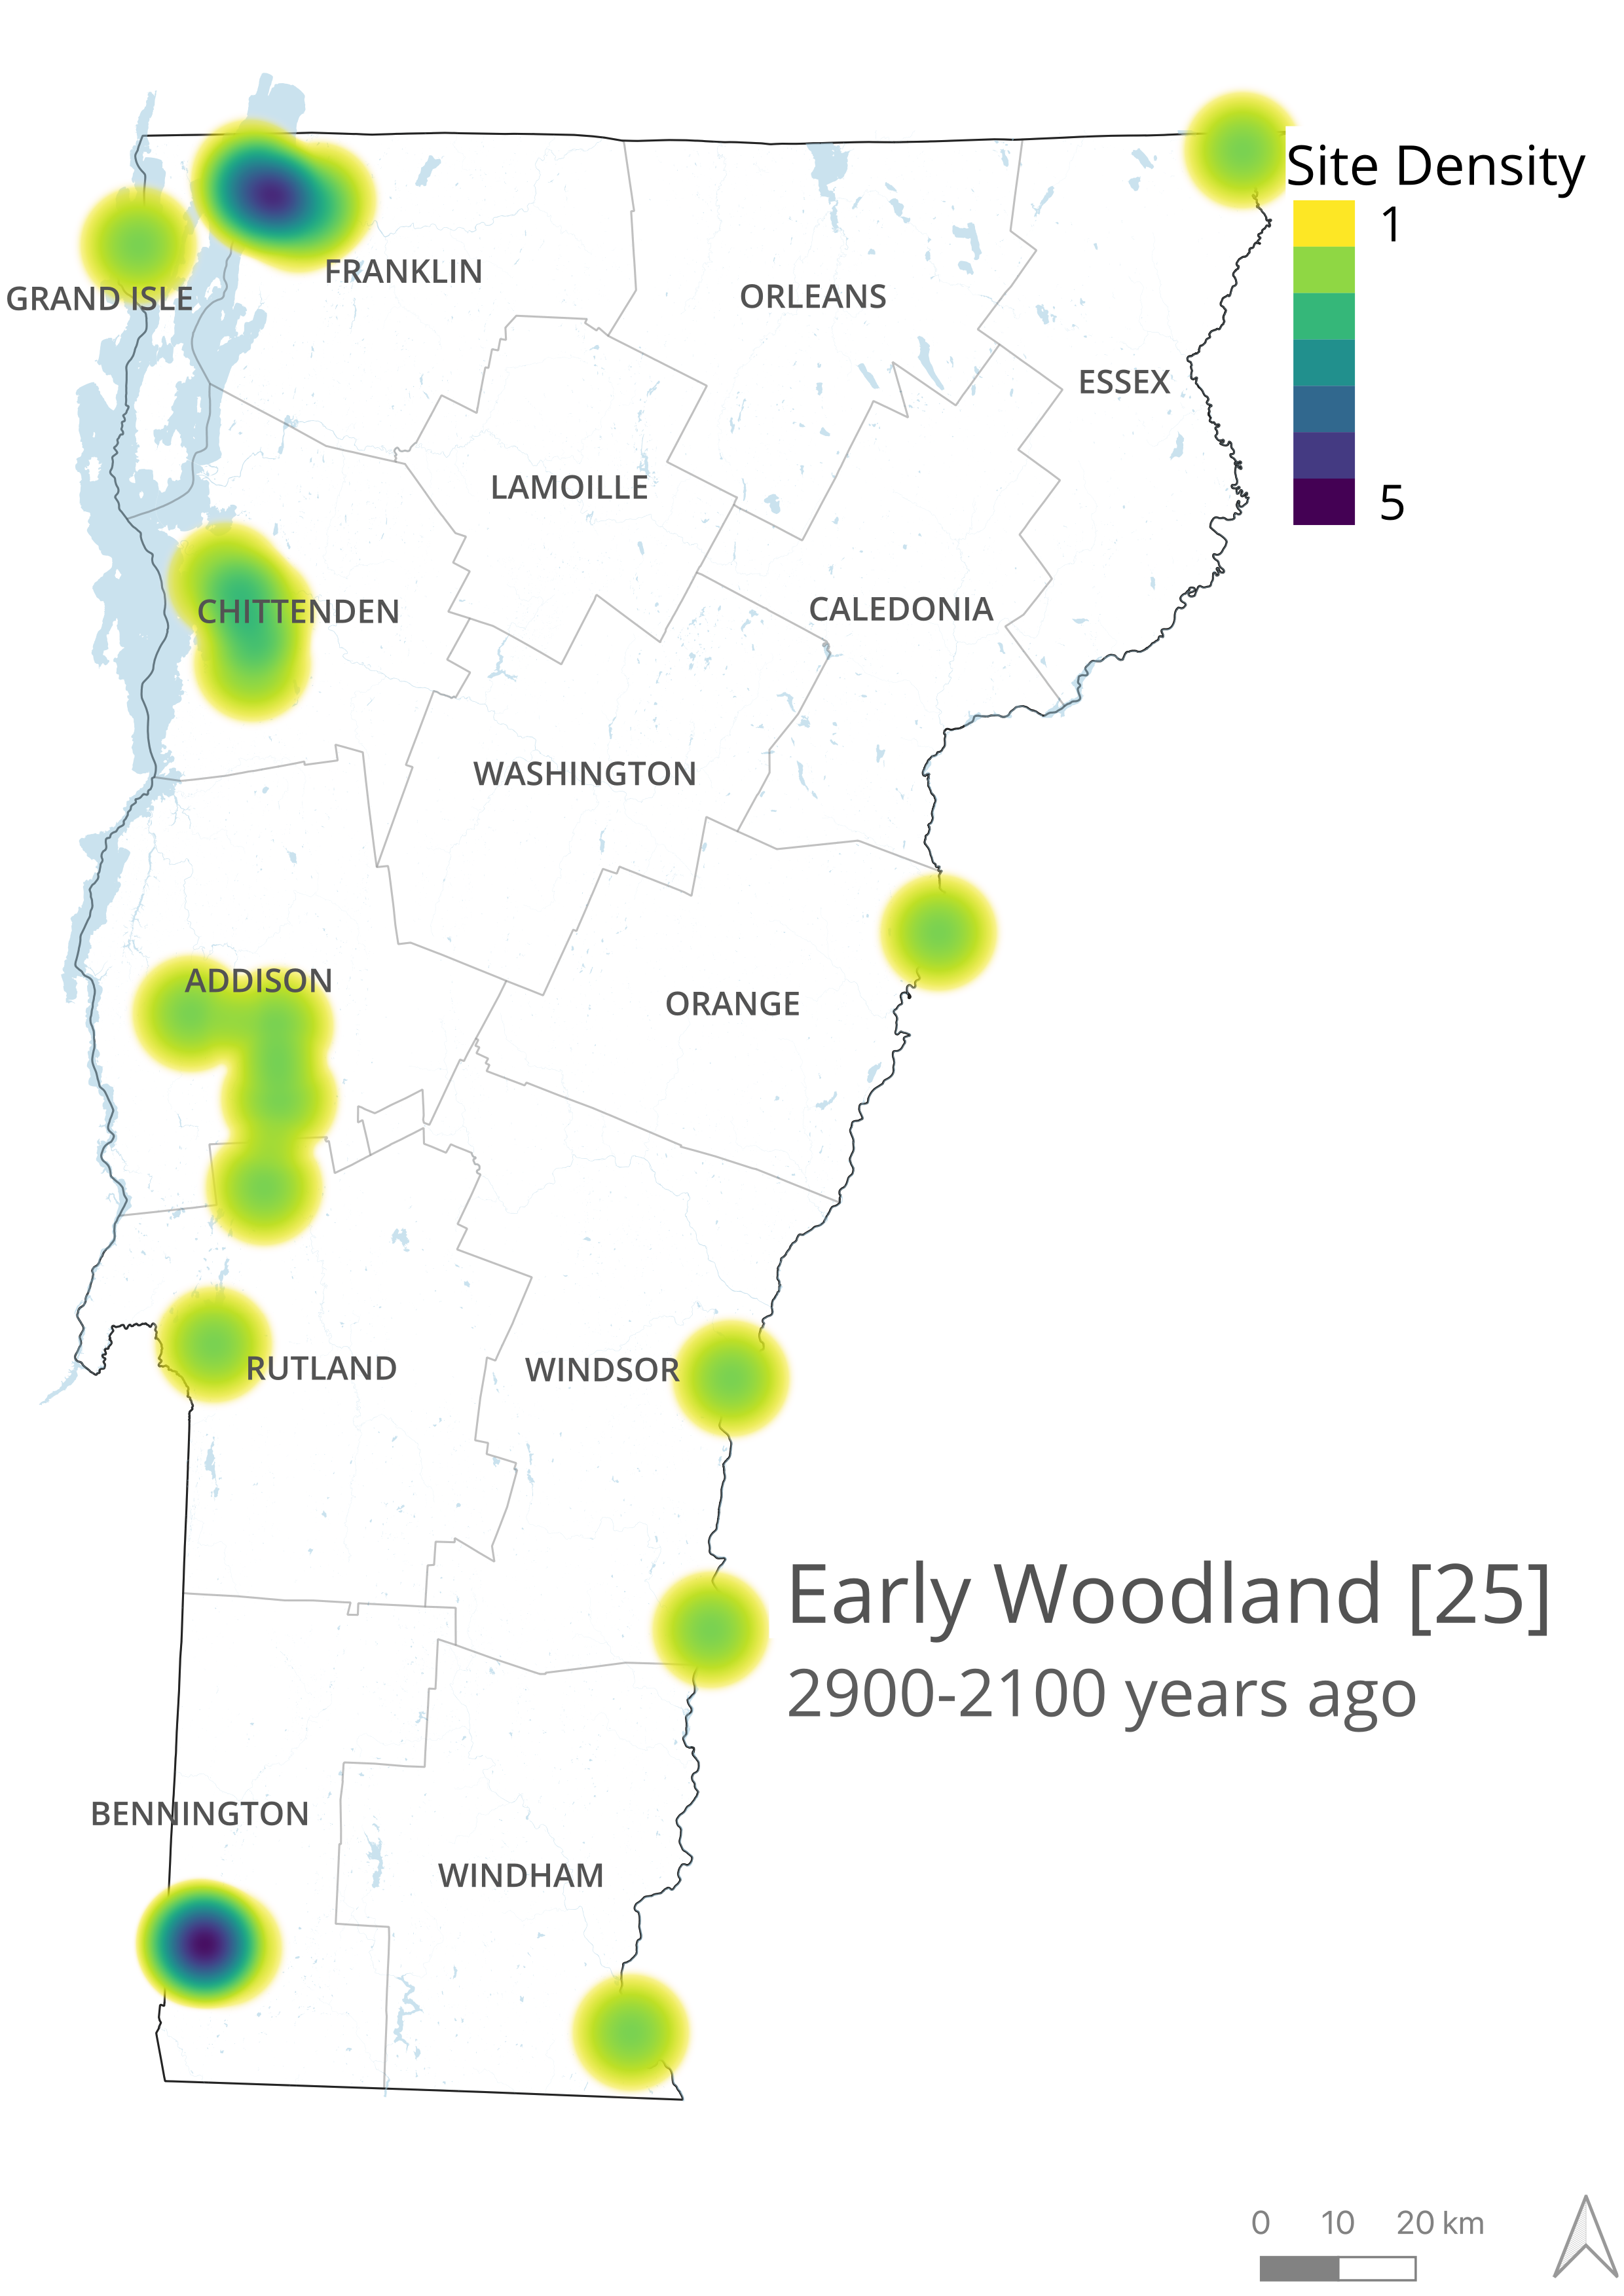 Site Density
1
5
FRANKLIN
GRAND ISLE
ORLEANS
ESSEX
LAMOILLE
CHITTENDEN
CALEDONIA
WASHINGTON
ADDISON
ORANGE
RUTLAND
WINDSOR
Early Woodland [25]
2900-2100 years ago
BENNINGTON
WINDHAM
0 10 20 km